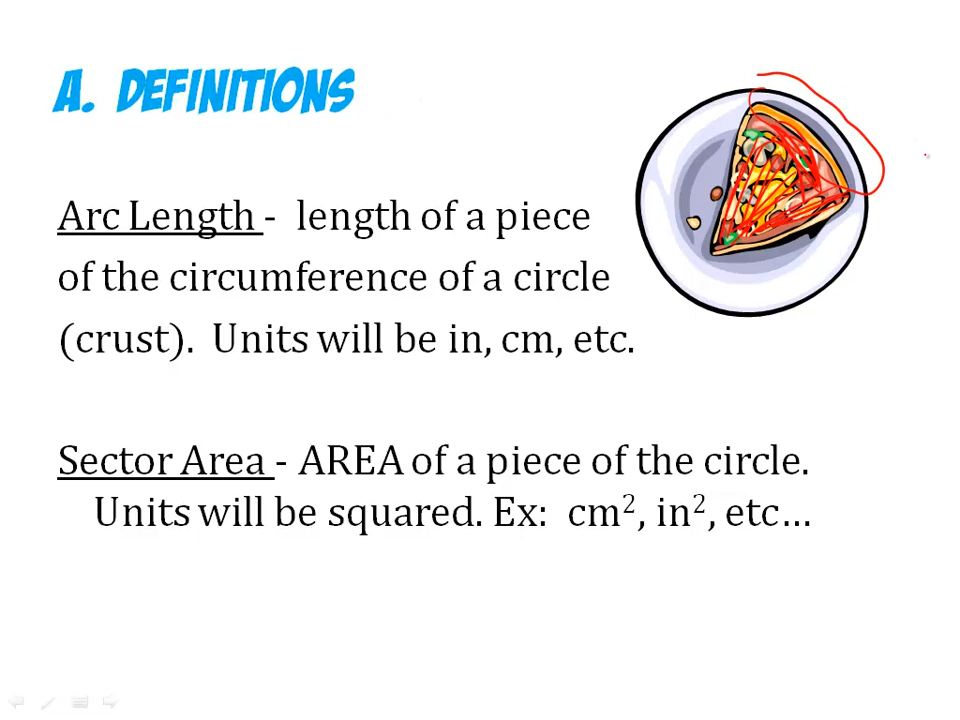 A. DEFINITIONS
Arc Length - length of a piece
of the circumference of a circle
(crust). Units will be in, cm, etc.
Sector Area - AREA of a piece of the circle.
Units will be squared. Ex: cm², in², etc…